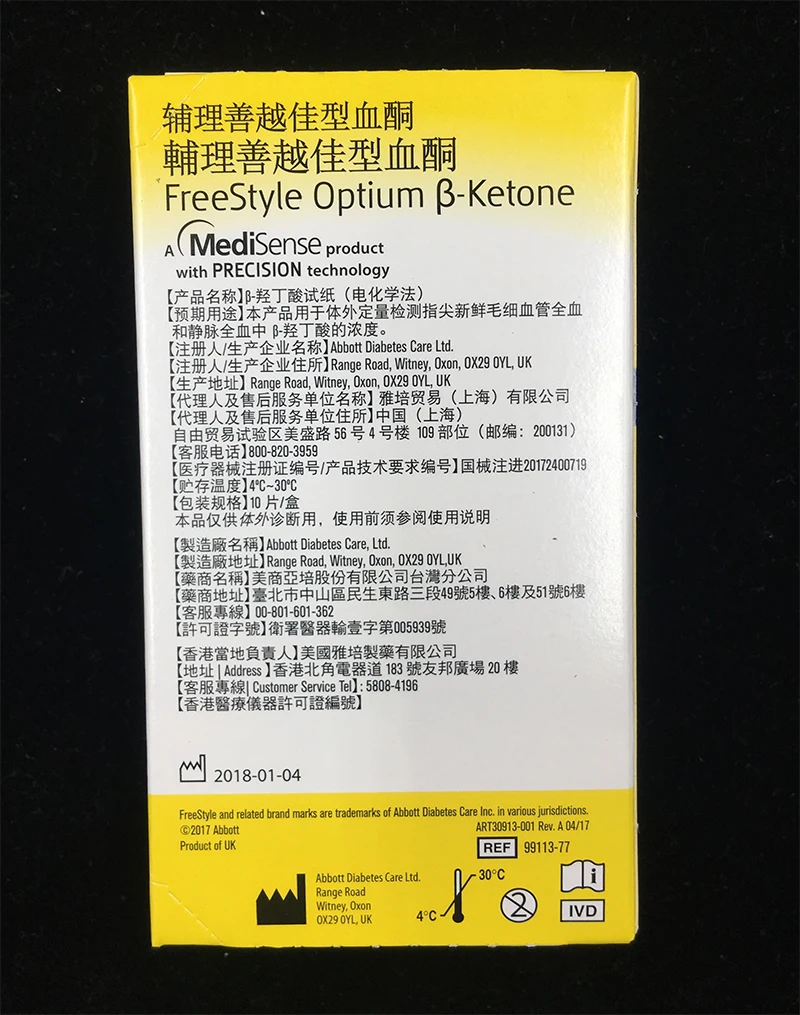 辅理善越佳型血酮
輔理善越佳型血酮
FreeStyle Optium β-Ketone
A MediSense product
with PRECISION technology
【产品名称】β-羟丁酸试纸（电化学法）
【预期用途】本产品用于体外定量检测指尖新鲜毛细血管全血
和静脉全血中 β-羟丁酸的浓度。
【注册人/生产企业名称】Abbott Diabetes Care Ltd.
【注册人/生产企业住所】Range Road, Witney, Oxon, OX29 0YL, UK
【生产地址】 Range Road, Witney, Oxon, OX29 0YL, UK
【代理人及售后服务单位名称】 雅培贸易（上海）有限公司
【代理人及售后服务单位住所】中国（上海）
自由贸易试验区美盛路 56 号 4 号楼 109 部位（邮编：200131）
【客服电话】800-820-3959
【医疗器械注册证编号/产品技术要求编号】国械注进20172400719
【贮存温度】4°C~30°C
【包装规格】10 片/盒
本品仅供体外诊断用，使用前须参阅使用说明
【製造廠名稱】Abbott Diabetes Care, Ltd.
【製造廠地址】Range Road, Witney, Oxon, OX29 0YL,UK
【藥商名稱】美商亞培股份有限公司台灣分公司
【藥商地址】臺北市中山區民生東路三段49號5樓、6樓及51號6樓
【客服專線】 00-801-601-362
【許可證字號】衛署醫器輸壹字第005939號
【香港當地負責人】美國雅培製藥有限公司
【地址 | Address 】香港北角電器道 183 號友邦廣場 20 樓
【客服專線| Customer Service Tel】: 5808-4196
【香港醫療儀器許可證編號】
2018-01-04
FreeStyle and related brand marks are trademarks of Abbott Diabetes Care Inc. in various jurisdictions.
©2017 Abbott
ART30913-001 Rev. A 04/17
Product of UK
REF 99113-77
Abbott Diabetes Care Ltd.
Range Road
Witney, Oxon
OX29 0YL, UK
30°C
4°C
2
i
IVD